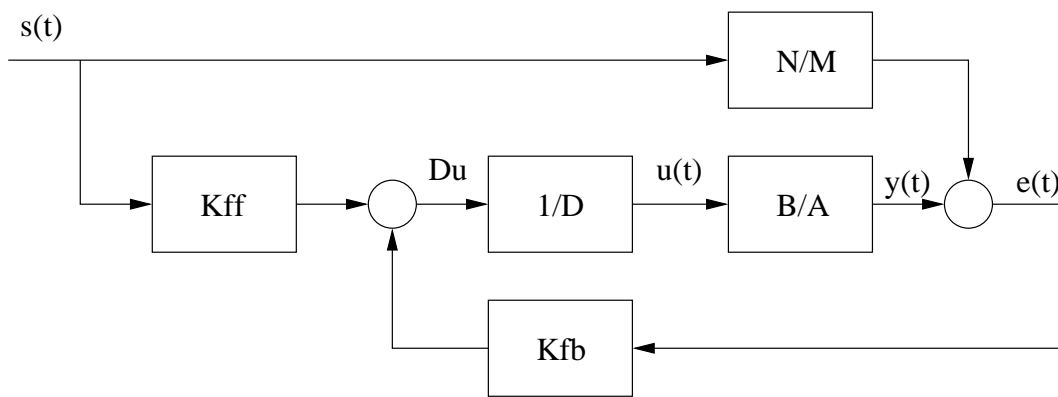 s(t)
N/M
Kff
Du
1/D
u(t)
B/A
y(t)
e(t)
Kfb